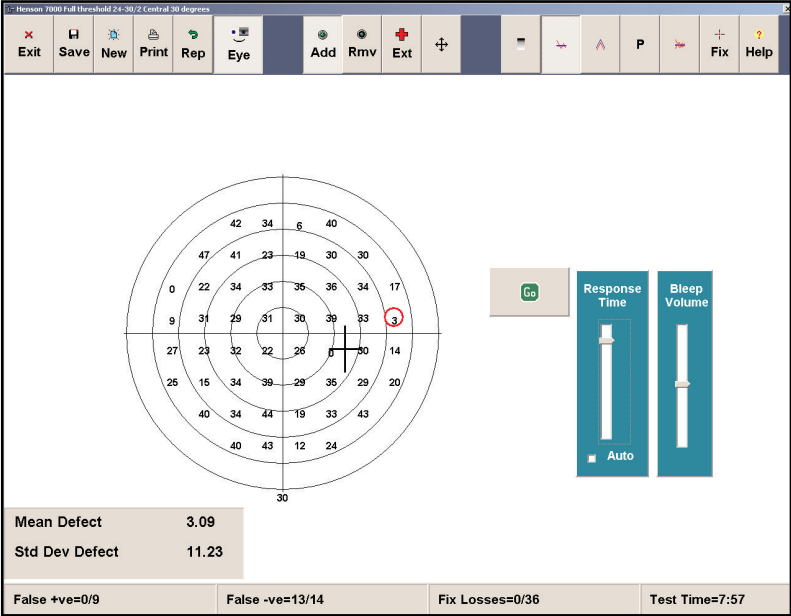 Henson 7000 Full threshold 24-30/2 Central 30 degrees
Exit Save New Print Rep Eye Add Rmv Ext P Fix Help
42 34 6 40
47 41 23 19 30 30
0 22 34 33 35 36 34 17
9 31 29 31 30 39 33 3
27 23 32 22 26 0 30 14
25 15 34 39 29 35 29 20
40 34 44 19 33 43
40 43 12 24
30
Go
Response
Time
Auto
Bleep
Volume
Mean Defect 3.09
Std Dev Defect 11.23
False +ve=0/9 False -ve=13/14 Fix Losses=0/36 Test Time=7:57